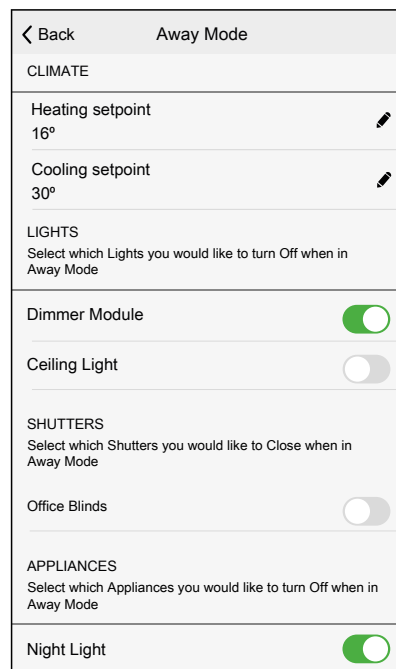 Back
Away Mode
CLIMATE
Heating setpoint
16º
Cooling setpoint
30º
LIGHTS
Select which Lights you would like to turn Off when in
Away Mode
Dimmer Module
Ceiling Light
SHUTTERS
Select which Shutters you would like to Close when in
Away Mode
Office Blinds
APPLIANCES
Select which Appliances you would like to turn Off when in
Away Mode
Night Light